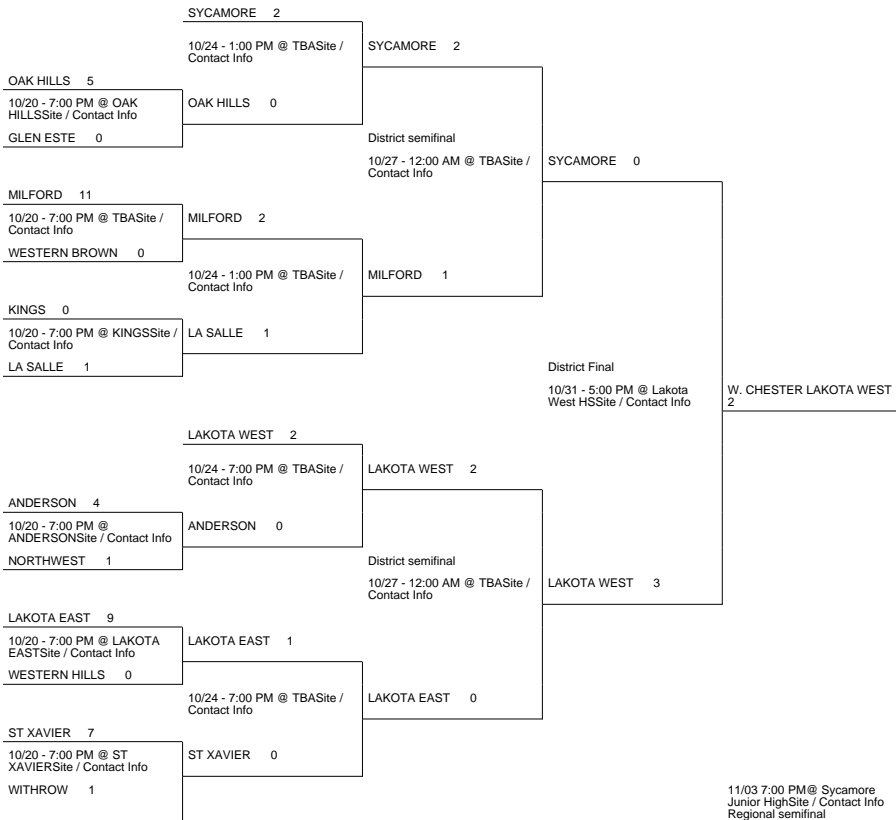 SYCAMORE 2
10/24 - 1:00 PM @ TBASite /
Contact Info
SYCAMORE 2
OAK HILLS 5
10/20 - 7:00 PM @ OAK
HILLSSite / Contact Info
OAK HILLS 0
GLEN ESTE 0
District semifinal
10/27 - 12:00 AM @ TBASite /
Contact Info
SYCAMORE 0
MILFORD 11
10/20 - 7:00 PM @ TBASite /
Contact Info
MILFORD 2
WESTERN BROWN 0
10/24 - 1:00 PM @ TBASite /
Contact Info
MILFORD 1
KINGS 0
10/20 - 7:00 PM @ KINGSSite /
Contact Info
LA SALLE 1
LA SALLE 1
District Final
10/31 - 5:00 PM @ Lakota
West HSSite / Contact Info
W. CHESTER LAKOTA WEST
2
LAKOTA WEST 2
10/24 - 7:00 PM @ TBASite /
Contact Info
LAKOTA WEST 2
ANDERSON 4
10/20 - 7:00 PM @
ANDERSONSite / Contact Info
ANDERSON 0
NORTHWEST 1
District semifinal
10/27 - 12:00 AM @ TBASite /
Contact Info
LAKOTA WEST 3
LAKOTA EAST 9
10/20 - 7:00 PM @ LAKOTA
EASTSite / Contact Info
LAKOTA EAST 1
WESTERN HILLS 0
10/24 - 7:00 PM @ TBASite /
Contact Info
LAKOTA EAST 0
ST XAVIER 7
10/20 - 7:00 PM @ ST
XAVIERSite / Contact Info
ST XAVIER 0
WITHROW 1
11/03 7:00 PM@ Sycamore
Junior HighSite / Contact Info
Regional semifinal